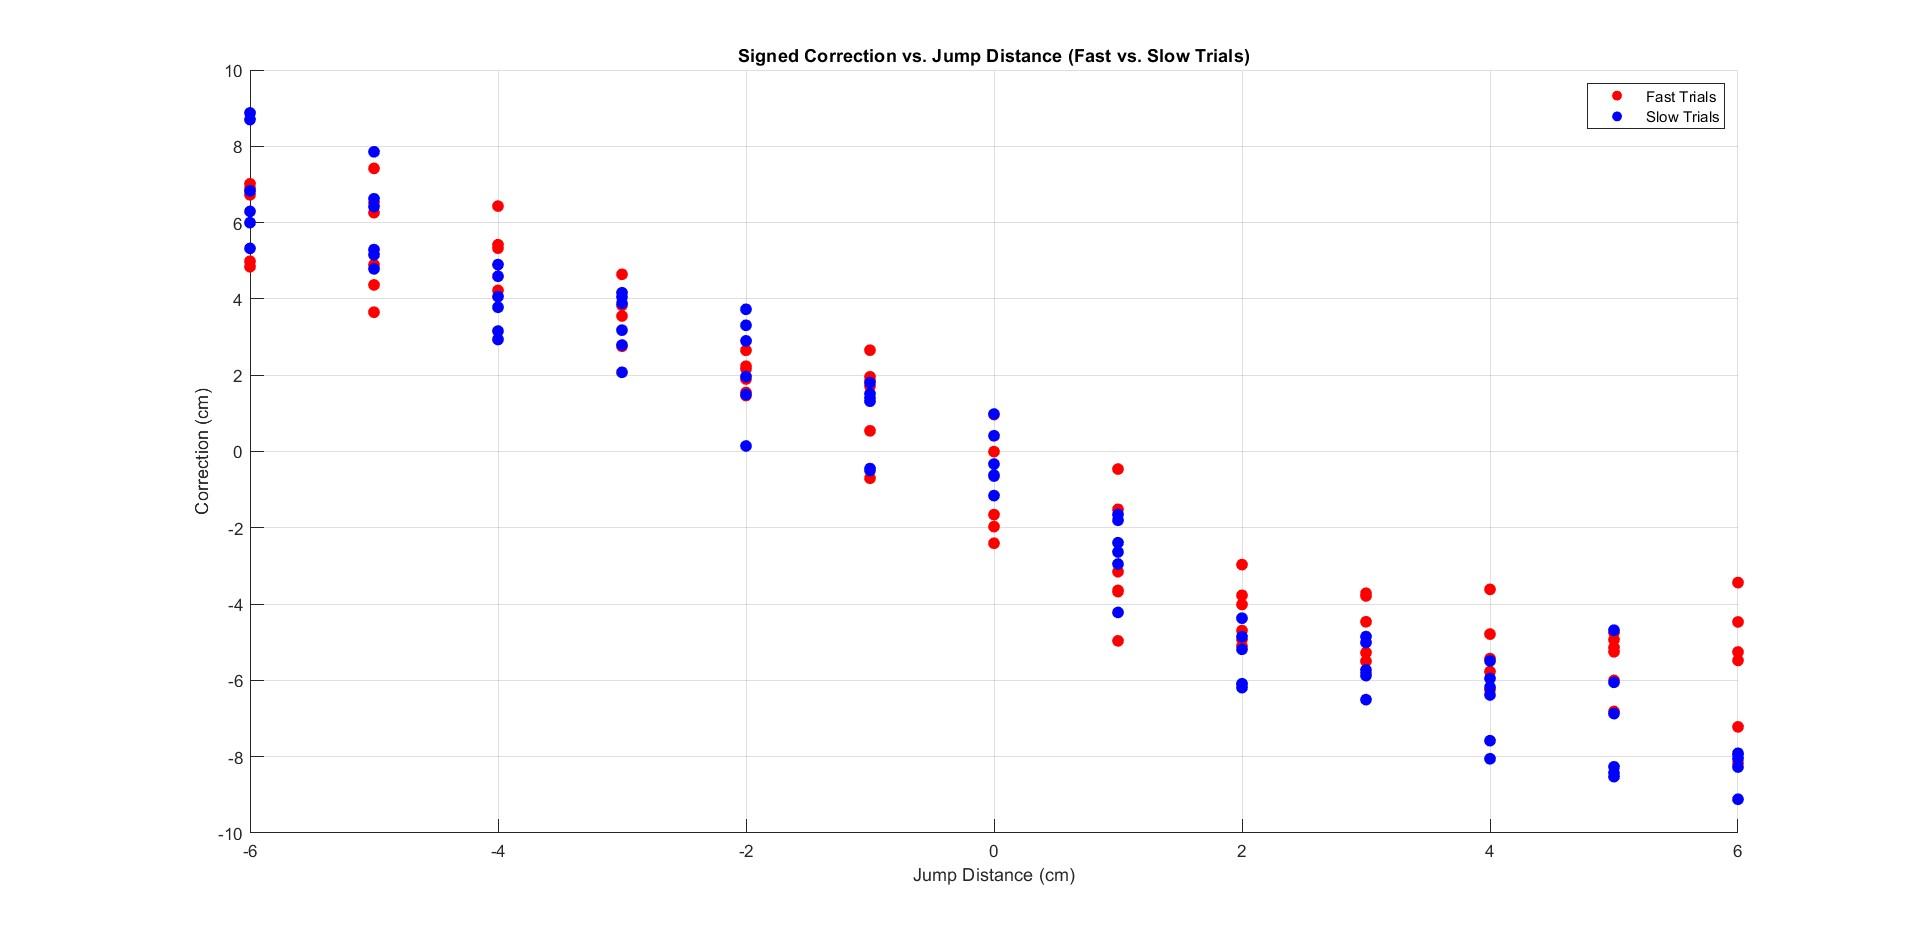 Signed Correction vs. Jump Distance (Fast vs. Slow Trials)
Fast Trials
Slow Trials
10
8
6
4
2
0
-2
-4
-6
-8
-10
Correction (cm)
-6 -4 -2 0 2 4 6
Jump Distance (cm)